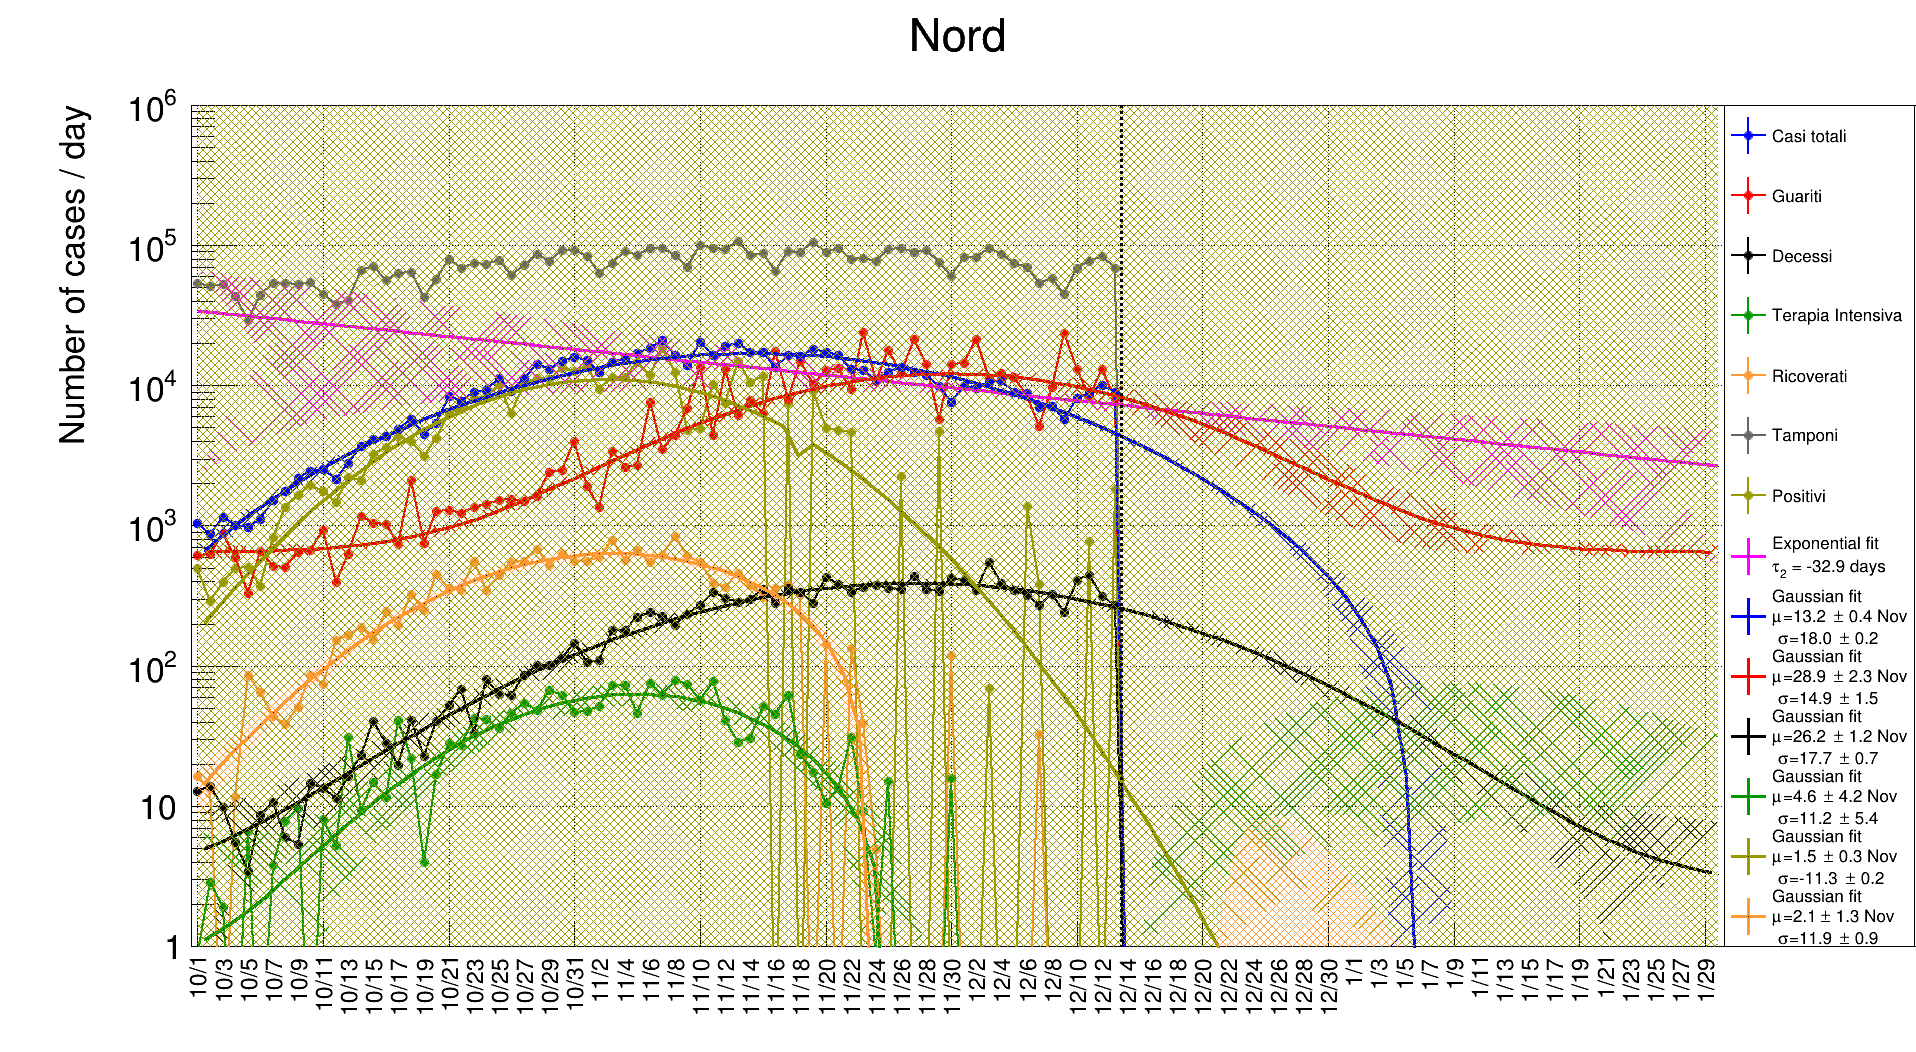 Nord
Number of cases / day
10^6
10^5
10^4
10^3
10^2
10
1
10/1
10/3
10/5
10/7
10/9
10/11
10/13
10/15
10/17
10/19
10/21
10/23
10/25
10/27
10/29
10/31
11/2
11/4
11/6
11/8
11/10
11/12
11/14
11/16
11/18
11/20
11/22
11/24
11/26
11/28
11/30
12/2
12/4
12/6
12/8
12/10
12/12
12/14
12/16
12/18
12/20
12/22
12/24
12/26
12/28
12/30
1/1
1/3
1/5
1/7
1/9
1/11
1/13
1/15
1/17
1/19
1/21
1/23
1/25
1/27
1/29
Casi totali
Guariti
Decessi
Terapia Intensiva
Ricoverati
Tamponi
Positivi
Exponential fit
τ₂ = -32.9 days
Gaussian fit
μ=13.2 ± 0.4 Nov
σ=18.0 ± 0.2
Gaussian fit
μ=28.9 ± 2.3 Nov
σ=14.9 ± 1.5
Gaussian fit
μ=26.2 ± 1.2 Nov
σ=17.7 ± 0.7
Gaussian fit
μ=4.6 ± 4.2 Nov
σ=11.2 ± 5.4
Gaussian fit
μ=1.5 ± 0.3 Nov
σ=-11.3 ± 0.2
Gaussian fit
μ=2.1 ± 1.3 Nov
σ=11.9 ± 0.9